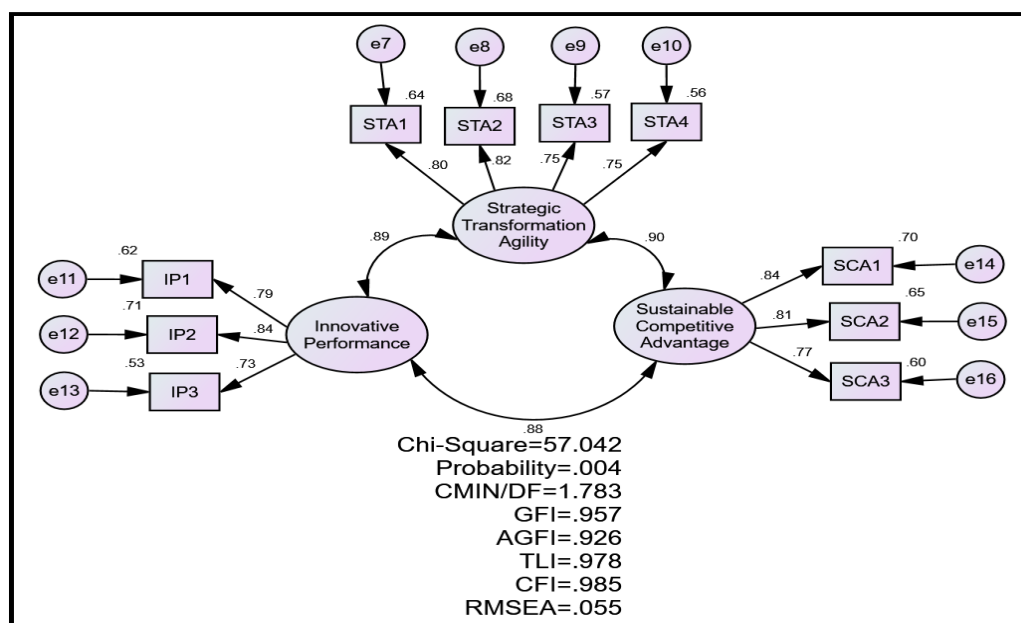 e7
e8
e9
e10
.64
.68
.57
.56
STA1
STA2
STA3
STA4
.80
.82
.75
.75
Strategic
Transformation
Agility
.89
.90
.62
e11
IP1
.79
.71
e12
IP2
.84
.53
e13
IP3
.73
Innovative
Performance
Sustainable
Competitive
Advantage
.70
.84
SCA1
e14
.65
.81
SCA2
e15
.60
.77
SCA3
e16
.88
Chi-Square=57.042
Probability=.004
CMIN/DF=1.783
GFI=.957
AGFI=.926
TLI=.978
CFI=.985
RMSEA=.055